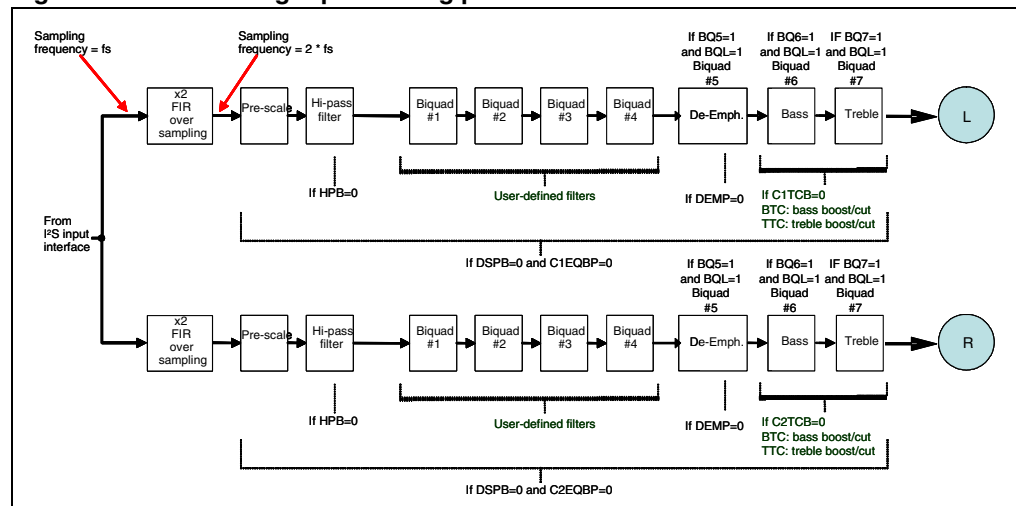 Sampling
frequency = fs
Sampling
frequency = 2 * fs
If BQ5=1
and BQL=1
Biquad
#5
If BQ6=1
and BQL=1
Biquad
#6
IF BQ7=1
and BQL=1
Biquad
#7
x2
FIR
over
sampling
Pre-scale
Hi-pass
filter
Biquad
#1
Biquad
#2
Biquad
#3
Biquad
#4
De-Emph.
Bass
Treble
L
If HPB=0
User-defined filters
If DEMP=0
If C1TCB=0
BTC: bass boost/cut
TTC: treble boost/cut
From
I²S input
interface
If DSPB=0 and C1EQBP=0
If BQ5=1
and BQL=1
Biquad
#5
If BQ6=1
and BQL=1
Biquad
#6
IF BQ7=1
and BQL=1
Biquad
#7
x2
FIR
over
sampling
Pre-scale
Hi-pass
filter
Biquad
#1
Biquad
#2
Biquad
#3
Biquad
#4
De-Emph.
Bass
Treble
R
If HPB=0
User-defined filters
If DEMP=0
If C2TCB=0
BTC: bass boost/cut
TTC: treble boost/cut
If DSPB=0 and C2EQBP=0